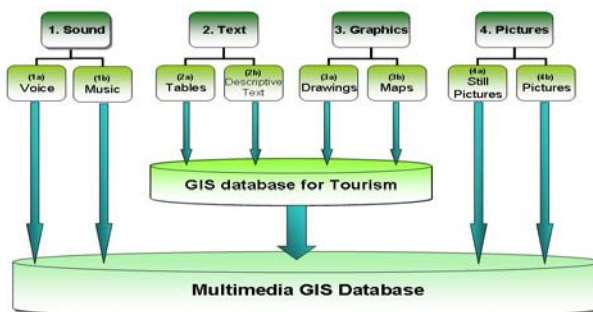 1. Sound
2. Text
3. Graphics
4. Pictures
(1a)
Voice
(1b)
Music
(2a)
Tables
(2b)
Descriptive
Text
(3a)
Drawings
(3b)
Maps
(4a)
Still
Pictures
(4b)
Pictures
GIS database for Tourism
Multimedia GIS Database